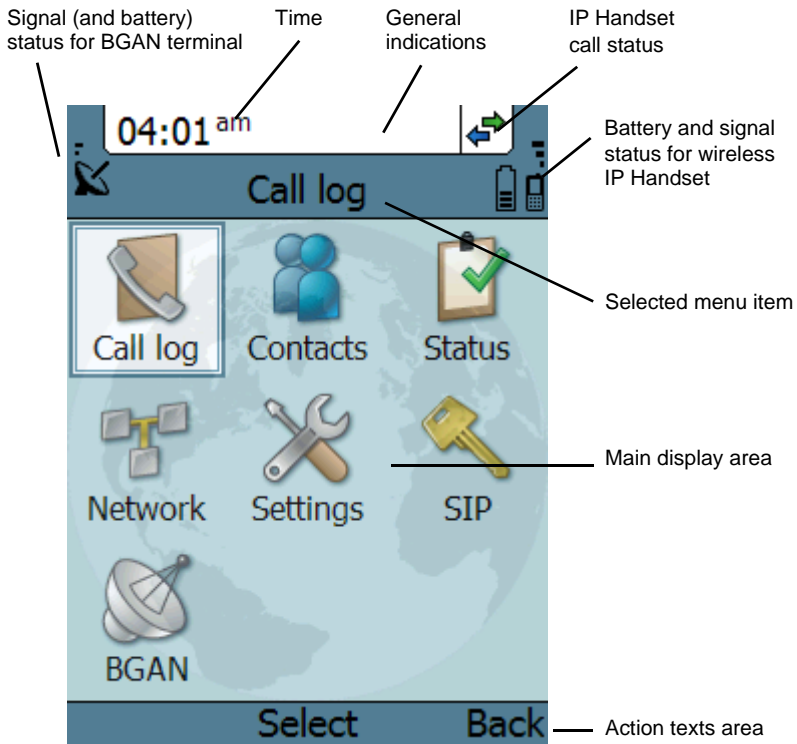 Signal (and battery)
status for BGAN terminal
Time
General
indications
IP Handset
call status
04:01 am
Battery and signal
status for wireless
IP Handset
Call log
Selected menu item
Call log
Contacts
Status
Main display area
Network
Settings
SIP
BGAN
Select
Back
Action texts area